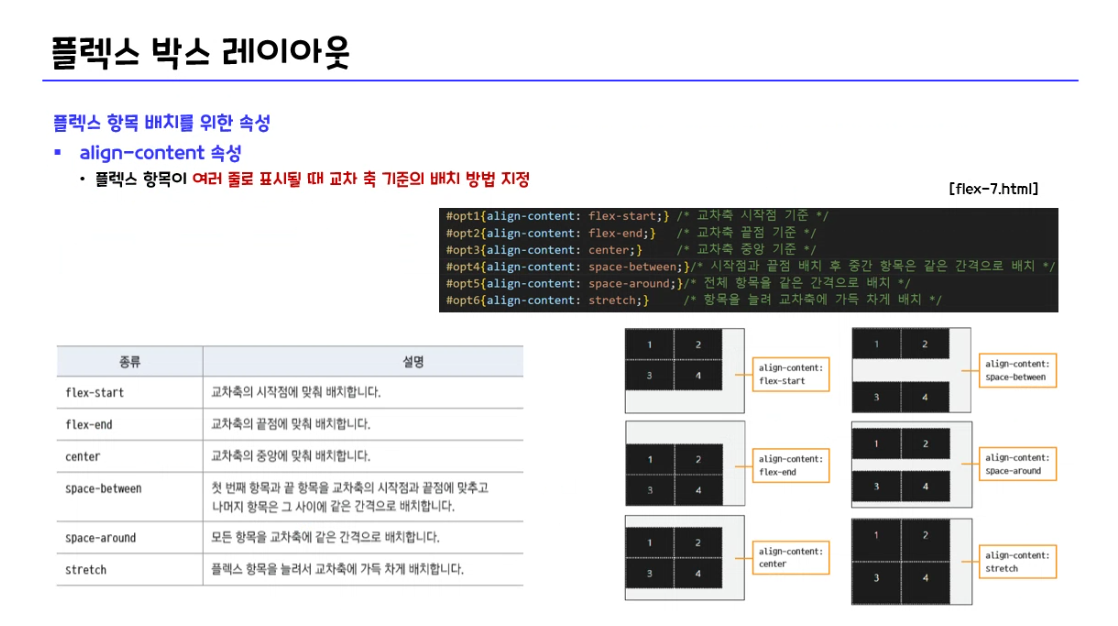 플렉스 박스 레이아웃
플렉스 항목 배치를 위한 속성
▪ align-content 속성
• 플렉스 항목이 여러 줄로 표시될 때 교차 축 기준의 배치 방법 지정
[flex-7.html]
#opt1{align-content: flex-start;} /* 교차축 시작점 기준 */
#opt2{align-content: flex-end;} /* 교차축 끝점 기준 */
#opt3{align-content: center;} /* 교차축 중앙 기준 */
#opt4{align-content: space-between;}/* 시작점과 끝점 배치 후 중간 항목은 같은 간격으로 배치 */
#opt5{align-content: space-around;}/* 전체 항목을 같은 간격으로 배치 */
#opt6{align-content: stretch;} /* 항목을 늘려 교차축에 가득 차게 배치 */
종류 설명
flex-start 교차축의 시작점에 맞춰 배치합니다.
flex-end 교차축의 끝점에 맞춰 배치합니다.
center 교차축의 중앙에 맞춰 배치합니다.
space-between 첫 번째 항목과 끝 항목을 교차축의 시작점과 끝점에 맞추고
나머지 항목은 그 사이에 같은 간격으로 배치합니다.
space-around 모든 항목을 교차축에 같은 간격으로 배치합니다.
stretch 플렉스 항목을 늘려서 교차축에 가득 차게 배치합니다.
1 2
3 4
align-content:
flex-start
1 2
3 4
align-content:
space-between
1 2
3 4
align-content:
flex-end
1 2
3 4
align-content:
space-around
1 2
3 4
align-content:
center
1 2
3 4
align-content:
stretch